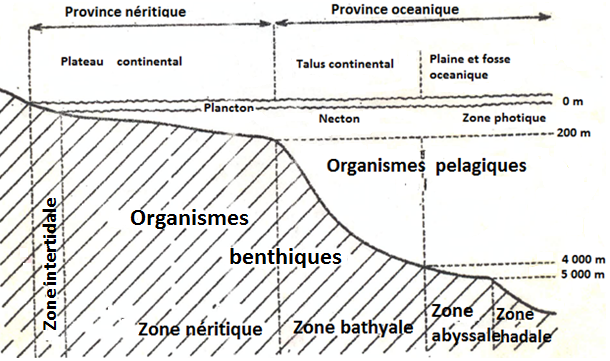 Province néritique
Province oceanique
Plateau continental
Talus continental
Plaine et fosse
oceanique
0 m
Plancton
Necton
Zone photique
200 m
Organismes pelagiques
Organismes
benthiques
4 000 m
5 000 m
Zone intertidale
Zone néritique
Zone bathyale
Zone
abyssale
Zone
hadale